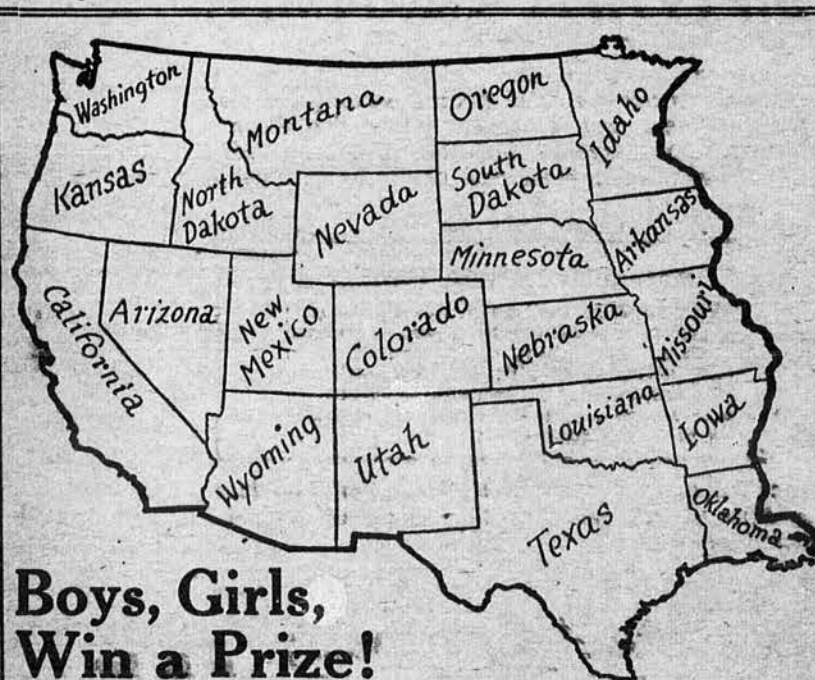 Washington
Montana
Oregon
Idaho
Kansas
North
Dakota
Nevada
South
Dakota
Arkansas
Minnesota
California
Arizona
New
Mexico
Colorado
Nebraska
Missouri
Wyoming
Utah
Louisiana
Iowa
Texas
Oklahoma
Boys, Girls,
Win a Prize!